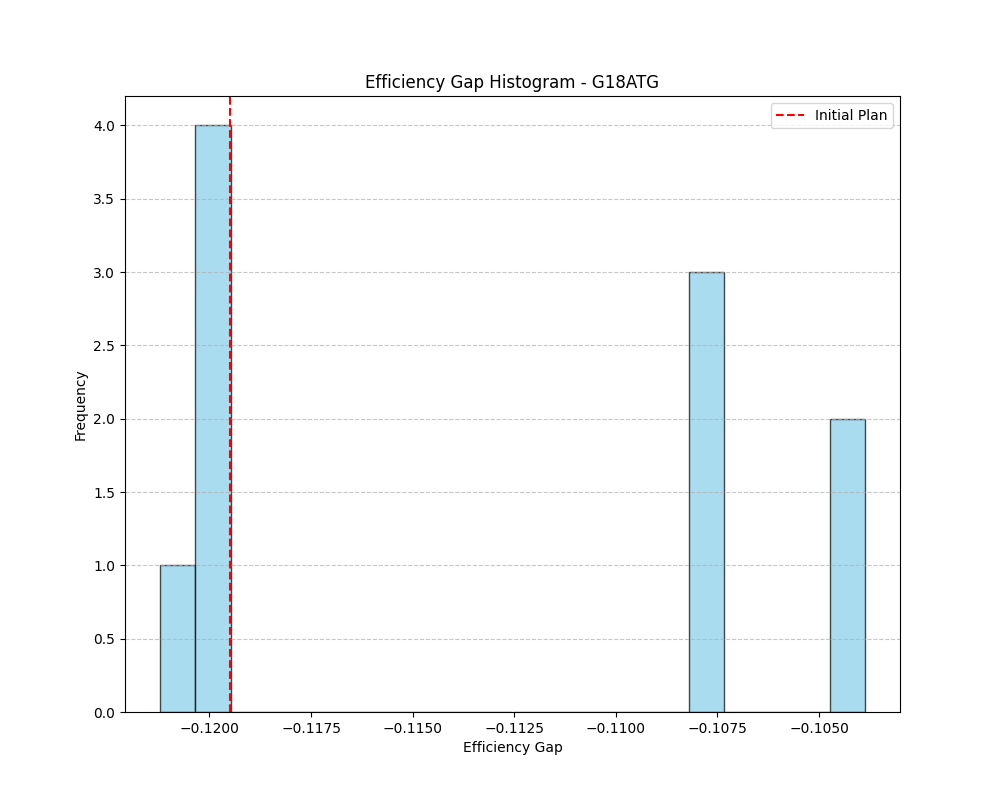 Efficiency Gap Histogram - G18ATG
Initial Plan
4.0
3.5
3.0
2.5
2.0
1.5
1.0
0.5
0.0
Frequency
−0.1200 −0.1175 −0.1150 −0.1125 −0.1100 −0.1075 −0.1050
Efficiency Gap